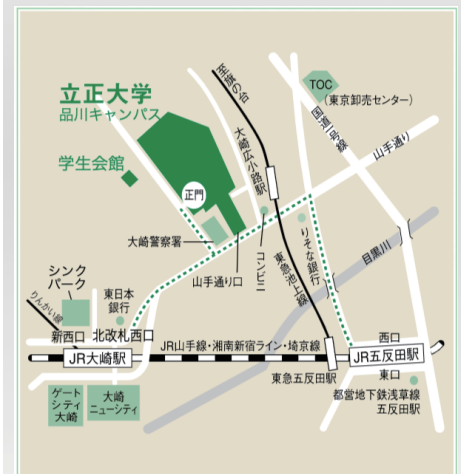 立正大学
品川キャンパス
学生会館
正門
大崎警察署
山手通り口
至旗の台
大崎広小路駅
コンビニ
りそな銀行
東急池上線
TOC
(東京卸売センター)
国道一号線
山手通り
目黒川
シンク
パーク
りんかい線
新西口
東日本
銀行
北改札西口
JR大崎駅
JR山手線・湘南新宿ライン・埼京線
東急五反田駅
西口
JR五反田駅
東口
都営地下鉄浅草線
五反田駅
ゲート
シティ
大崎
大崎
ニューシティ